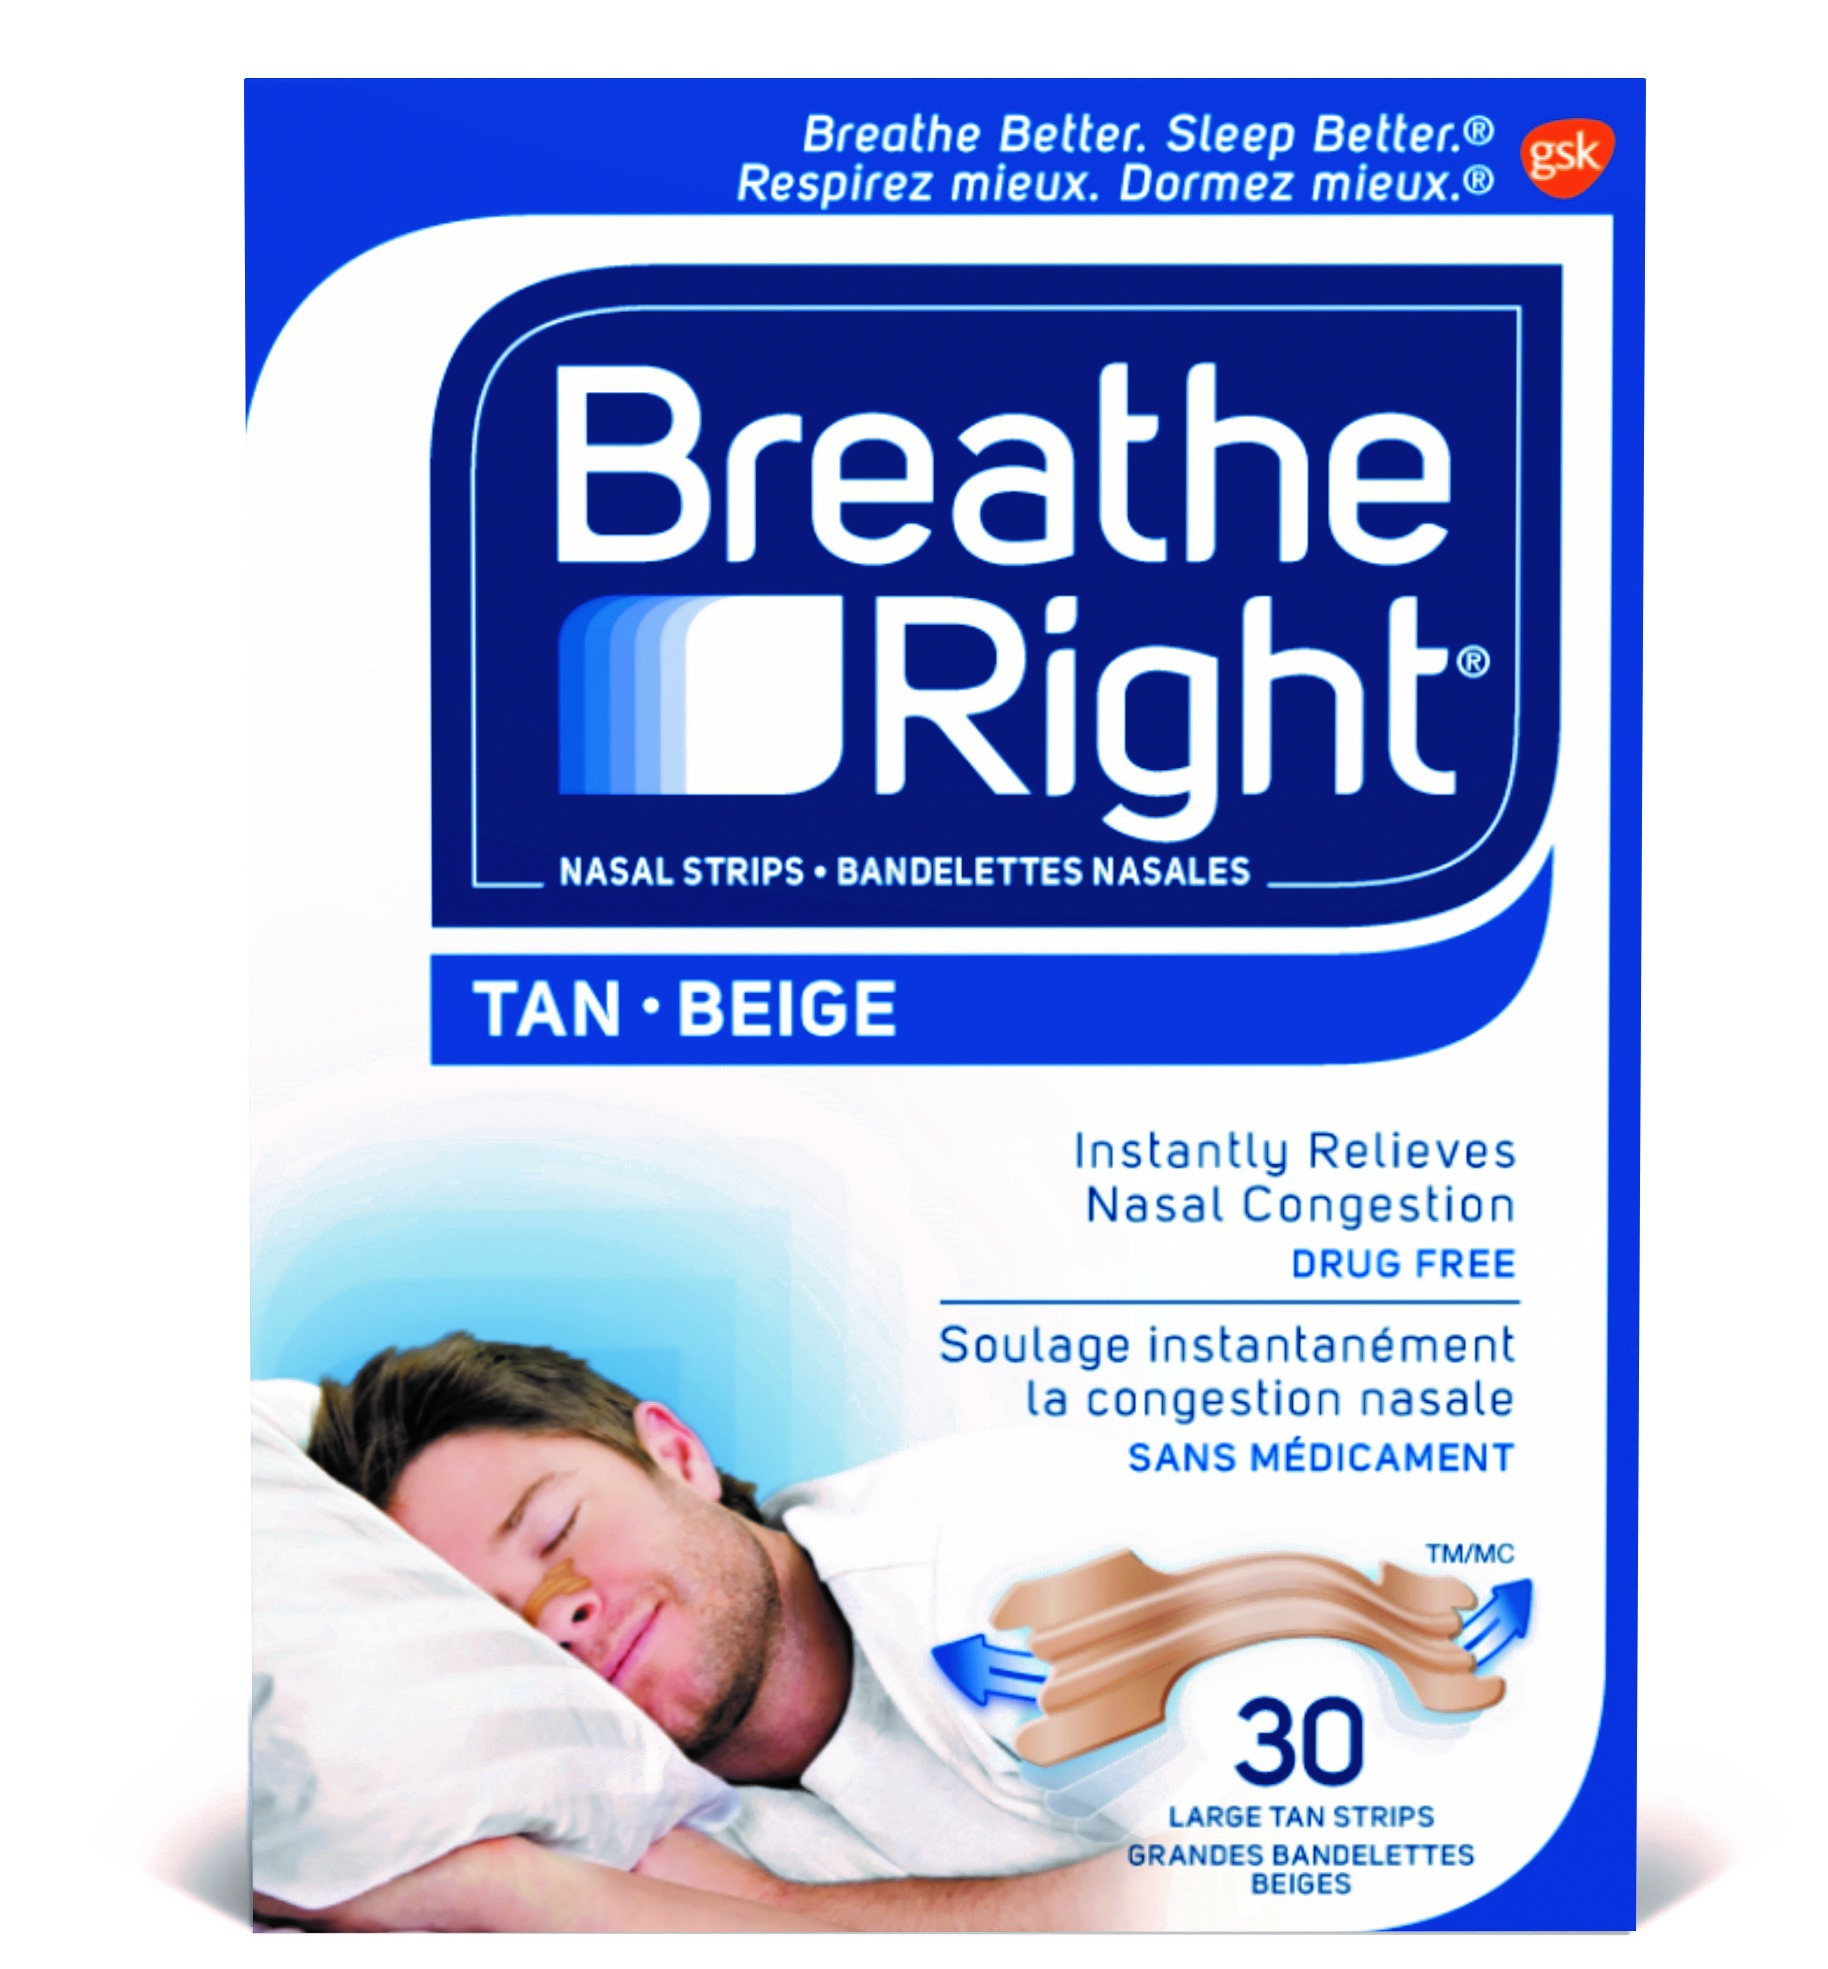 Breathe Better. Sleep Better.®
Respirez mieux. Dormez mieux.®
gsk
Breathe
Right®
NASAL STRIPS • BANDELETTES NASALES
TAN • BEIGE
Instantly Relieves
Nasal Congestion
DRUG FREE
Soulage instantanément
la congestion nasale
SANS MÉDICAMENT
TM/MC
30
LARGE TAN STRIPS
GRANDES BANDELETTES
BEIGES